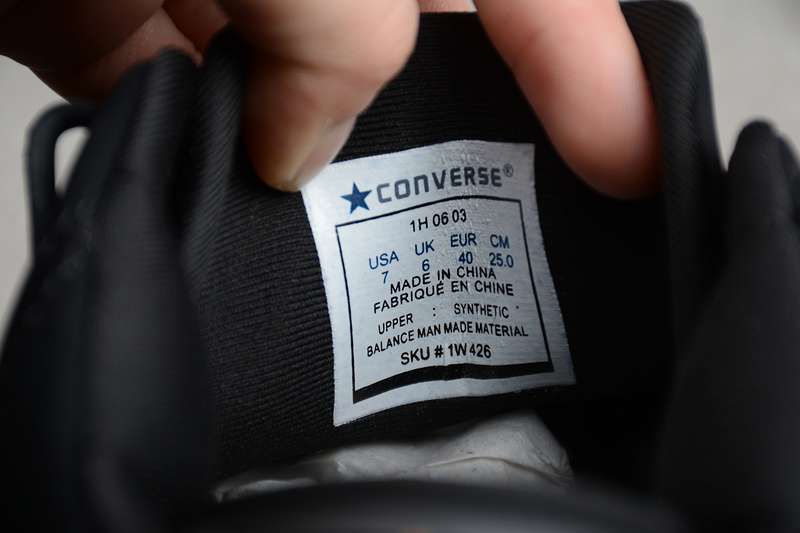 CONVERSE®
1H 06 03
USA UK EUR CM
7 6 40 25.0
MADE IN CHINA
FABRIQUÉ EN CHINE
UPPER : SYNTHETIC
BALANCE MAN MADE MATERIAL
SKU # 1W426